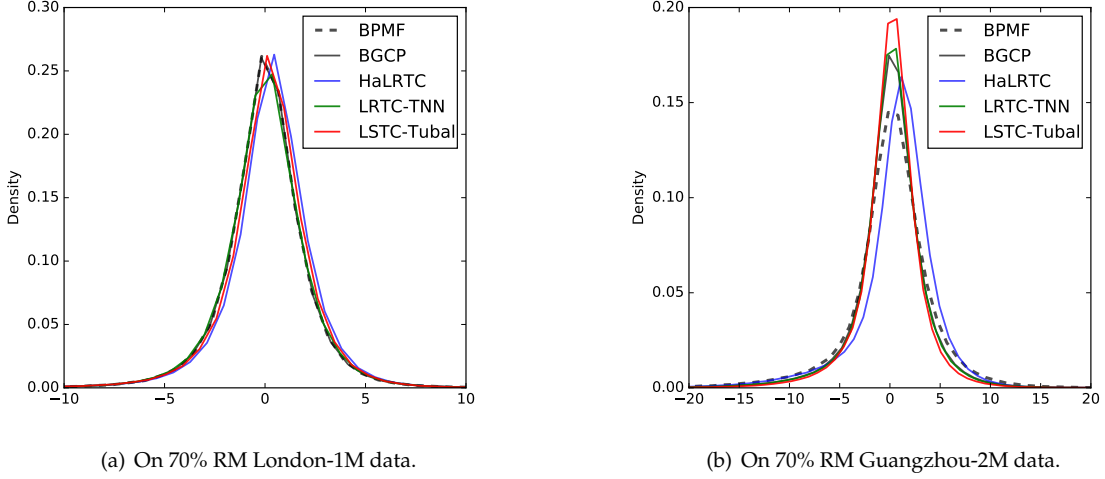 0.30
0.25
0.20
0.15
0.10
0.05
0.00
Density
−10
−5
0
5
10
BPMF
BGCP
HaLRTC
LRTC-TNN
LSTC-Tubal
(a) On 70% RM London-1M data.
0.20
0.15
0.10
0.05
0.00
Density
−20
−15
−10
−5
0
5
10
15
20
BPMF
BGCP
HaLRTC
LRTC-TNN
LSTC-Tubal
(b) On 70% RM Guangzhou-2M data.